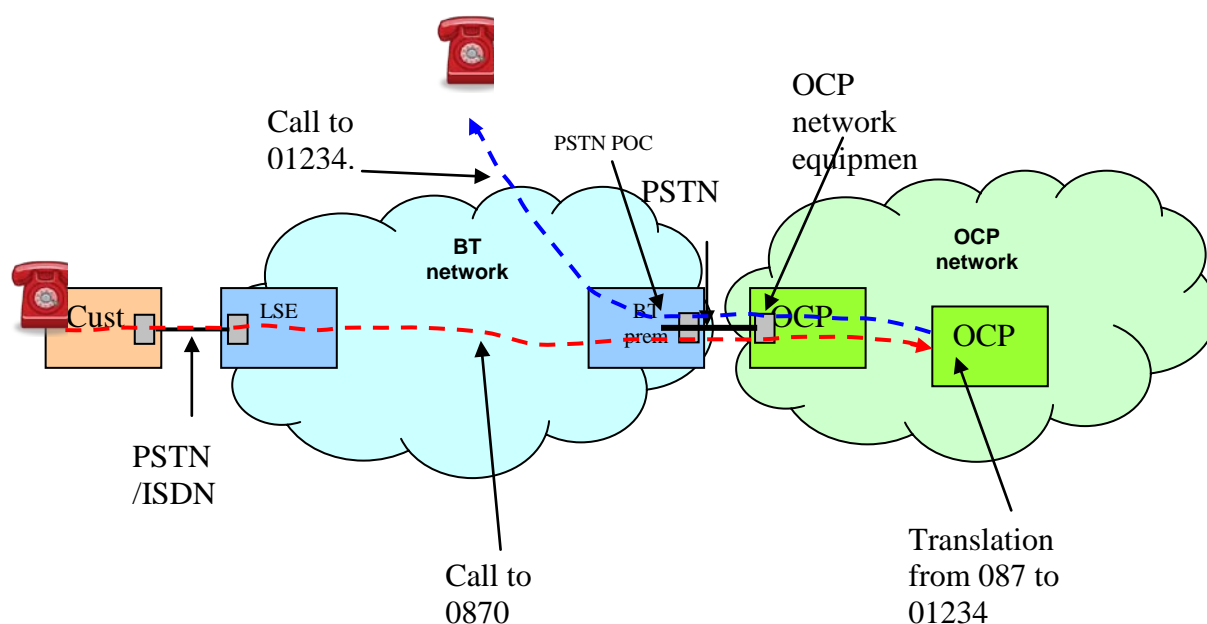 Call to
01234.
PSTN POC
OCP
network
equipmen
PSTN
BT
network
OCP
network
Cust
LSE
BT
prem
OCP
OCP
PSTN
/ISDN
Call to
0870
Translation
from 087 to
01234